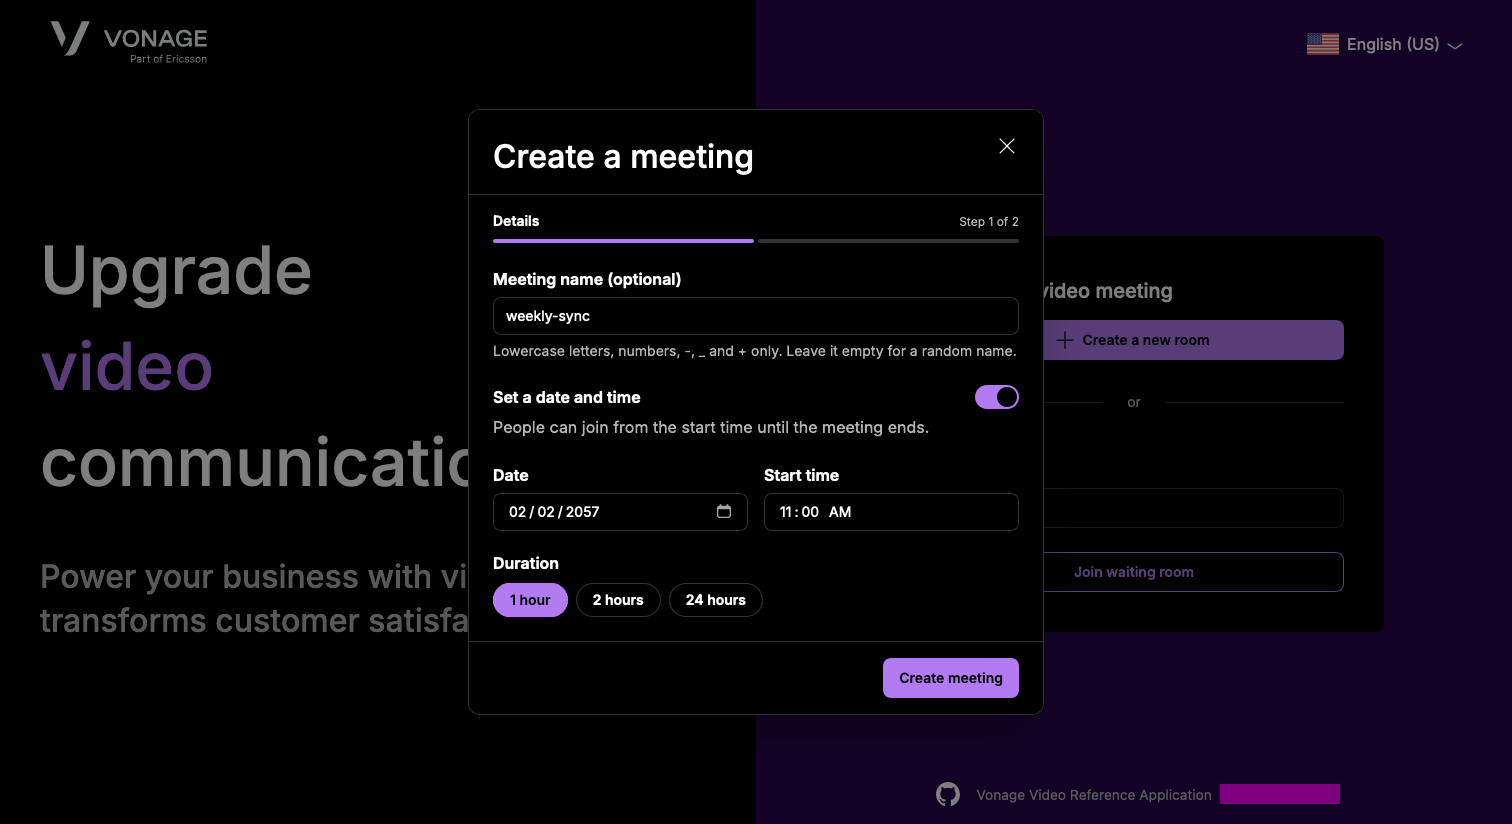 VONAGE
Part of Ericsson
English (US)
Create a meeting
Details
Step 1 of 2
Meeting name (optional)
weekly-sync
Lowercase letters, numbers, -, _ and + only. Leave it empty for a random name.
Set a date and time
People can join from the start time until the meeting ends.
Date
Start time
02 / 02 / 2057
11 : 00 AM
Duration
1 hour
2 hours
24 hours
Create meeting
Upgrade
video
communicatio
Power your business with vi
transforms customer satisfa
video meeting
Create a new room
or
Join waiting room
Vonage Video Reference Application